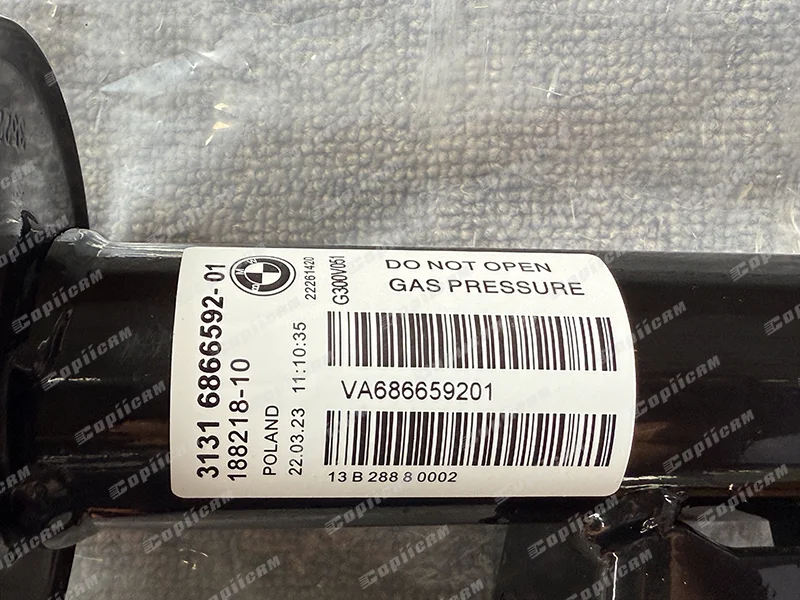 3131 6866592-01
188218-10
POLAND
22.03.23 11:10:35
22261420
G300V051
DO NOT OPEN
GAS PRESSURE
VA686659201
13 B 288 8 0002
Copiicam